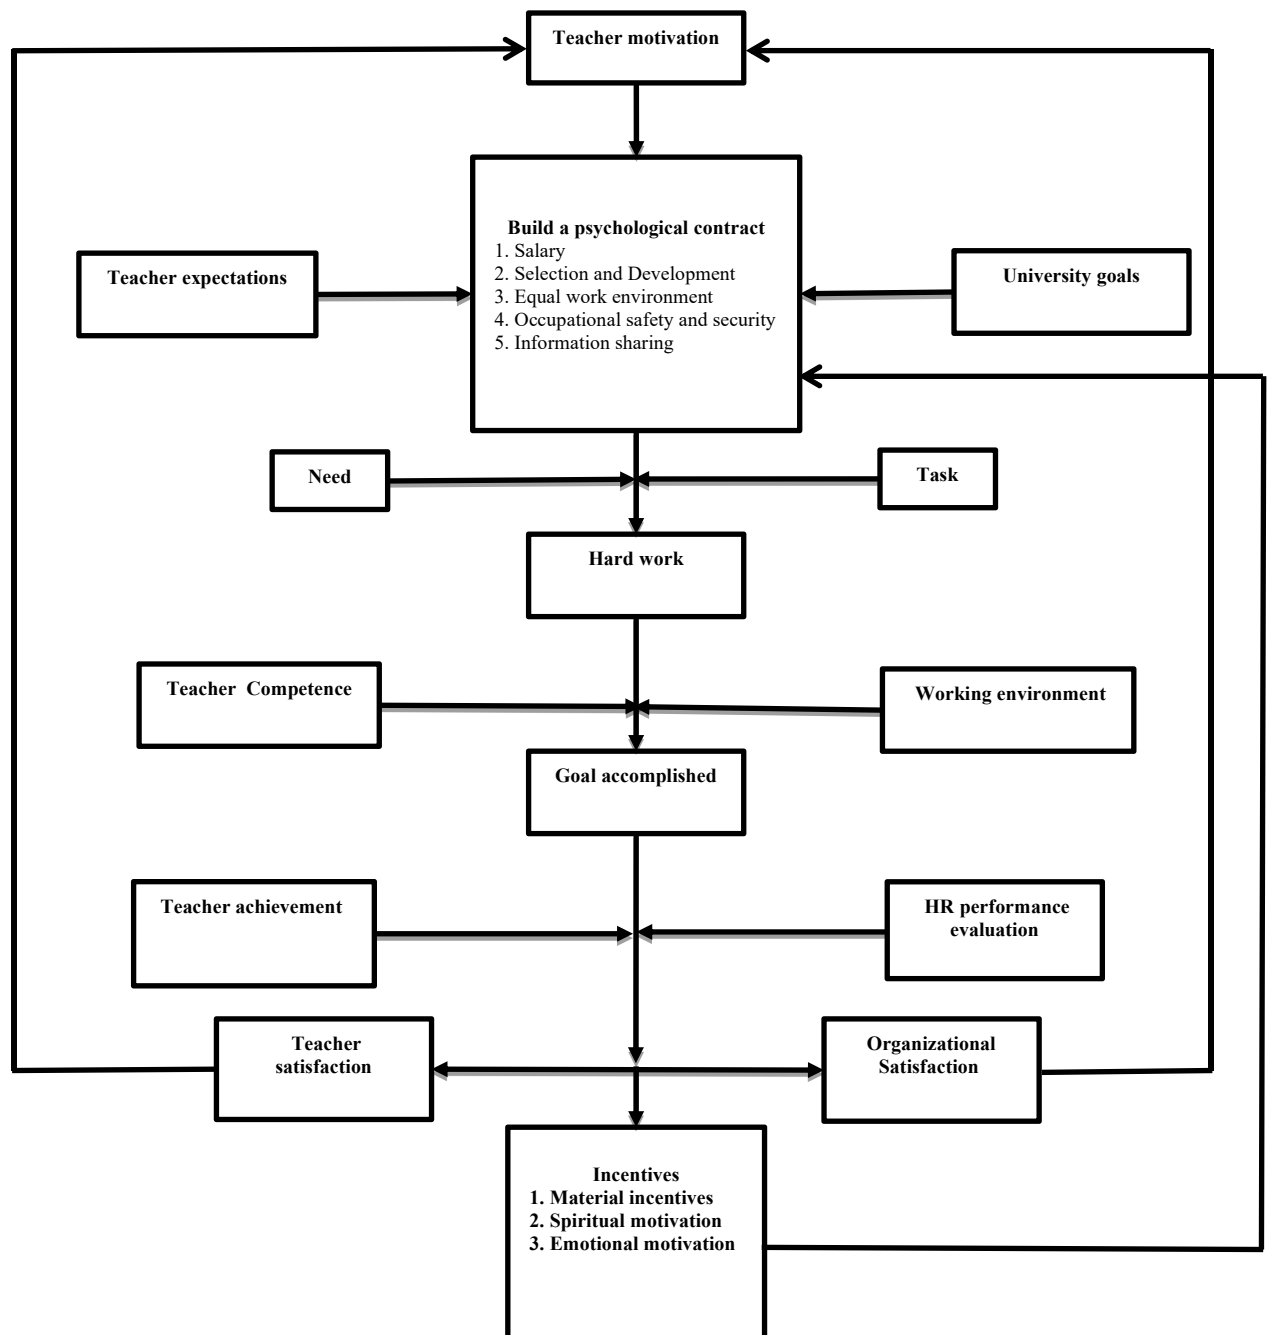 Teacher motivation
Build a psychological contract
1. Salary
2. Selection and Development
3. Equal work environment
4. Occupational safety and security
5. Information sharing
Teacher expectations
University goals
Need
Task
Hard work
Teacher  Competence
Working environment
Goal accomplished
Teacher achievement
HR performance
evaluation
Teacher
satisfaction
Organizational
Satisfaction
Incentives
1. Material incentives
2. Spiritual motivation
3. Emotional motivation